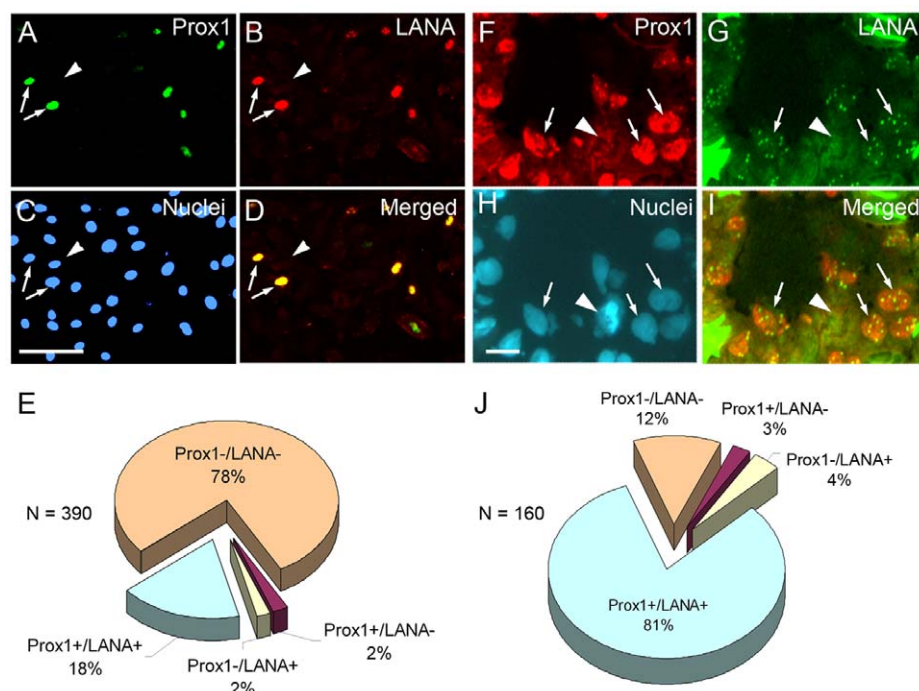 A Prox1
B LANA
F Prox1
G LANA
C Nuclei
D Merged
H Nuclei
I Merged
E
Prox1-/LANA-
78%
N = 390
Prox1+/LANA+
18%
Prox1-/LANA+
2%
Prox1+/LANA-
2%
J
Prox1-/LANA-
12%
Prox1+/LANA-
3%
Prox1-/LANA+
4%
N = 160
Prox1+/LANA+
81%